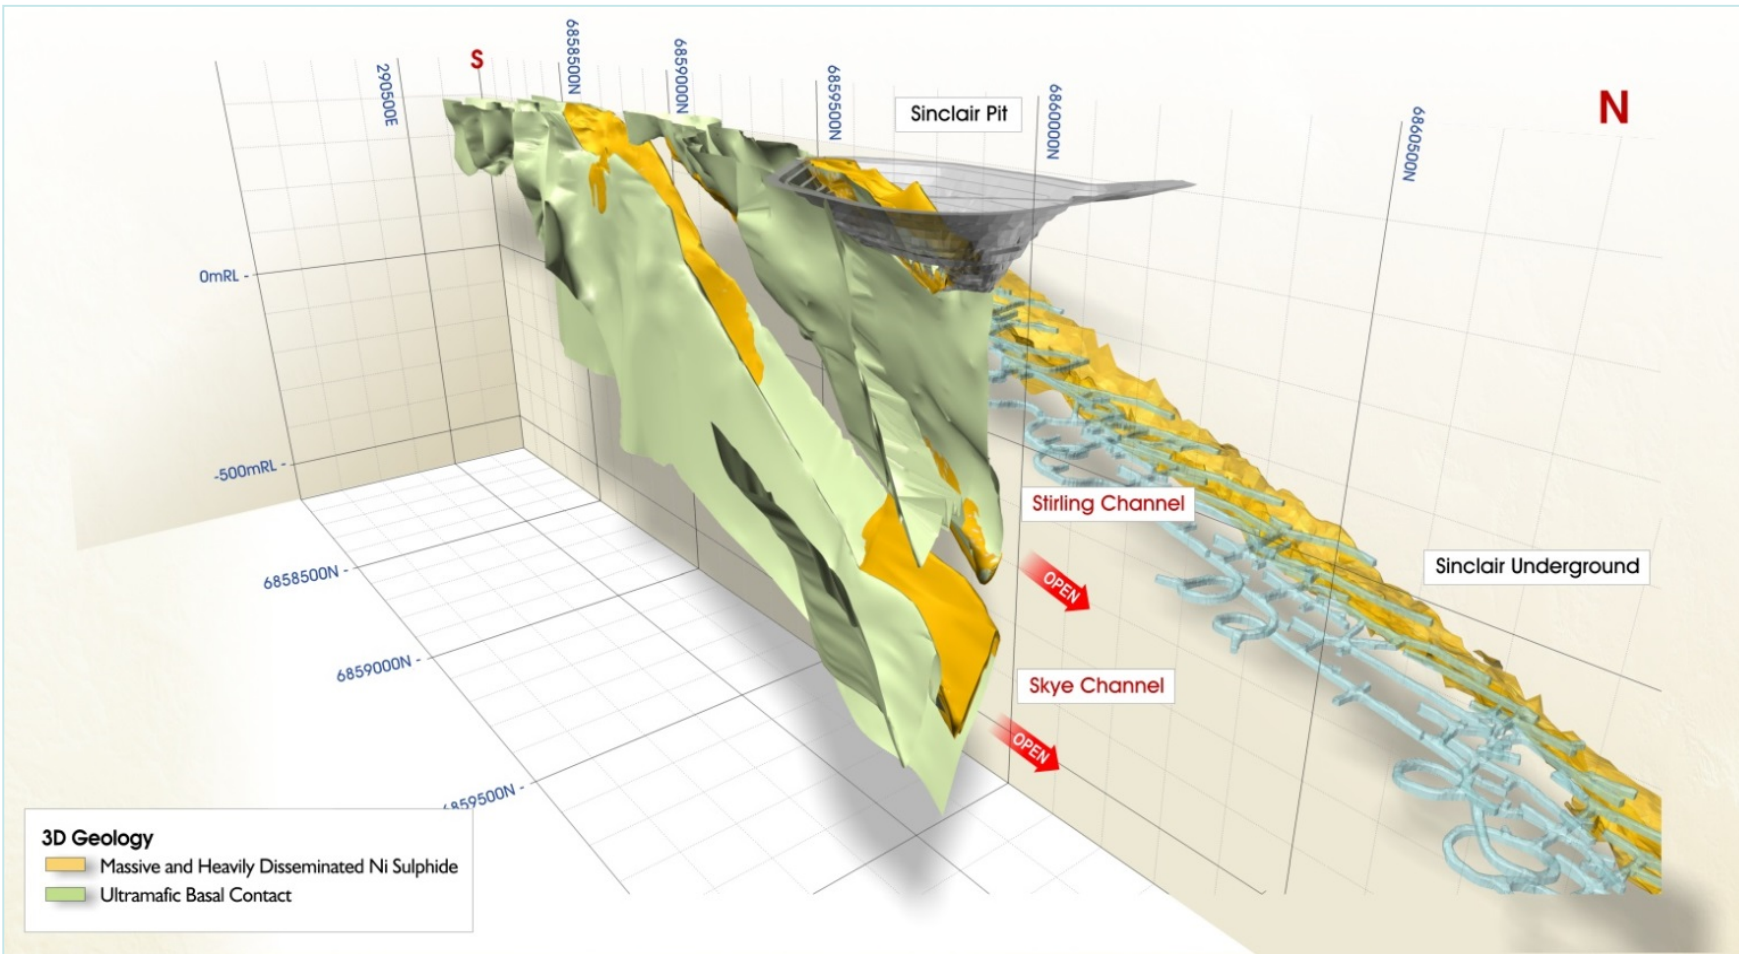 S
N
290500E
6858500N
6859000N
6859500N
6860000N
6860500N
Sinclair Pit
0mRL -
-500mRL -
Stirling Channel
OPEN
Sinclair Underground
6858500N -
6859000N -
6859500N -
Skye Channel
OPEN
3D Geology
Massive and Heavily Disseminated Ni Sulphide
Ultramafic Basal Contact